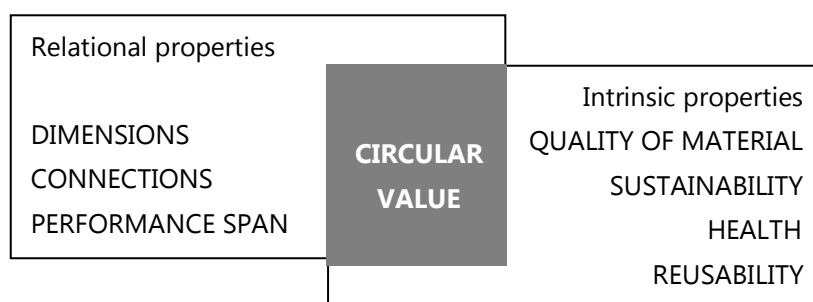 Relational properties
DIMENSIONS
CONNECTIONS
PERFORMANCE SPAN
CIRCULAR
VALUE
Intrinsic properties
QUALITY OF MATERIAL
SUSTAINABILITY
HEALTH
REUSABILITY